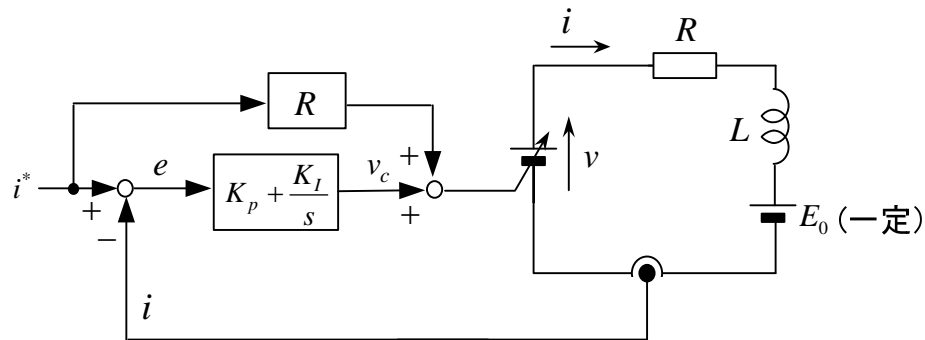 i
R
R
L
i*
e
K_p + K_I/s
v_c
v
E_0 (一定)
+
+
+
−
i